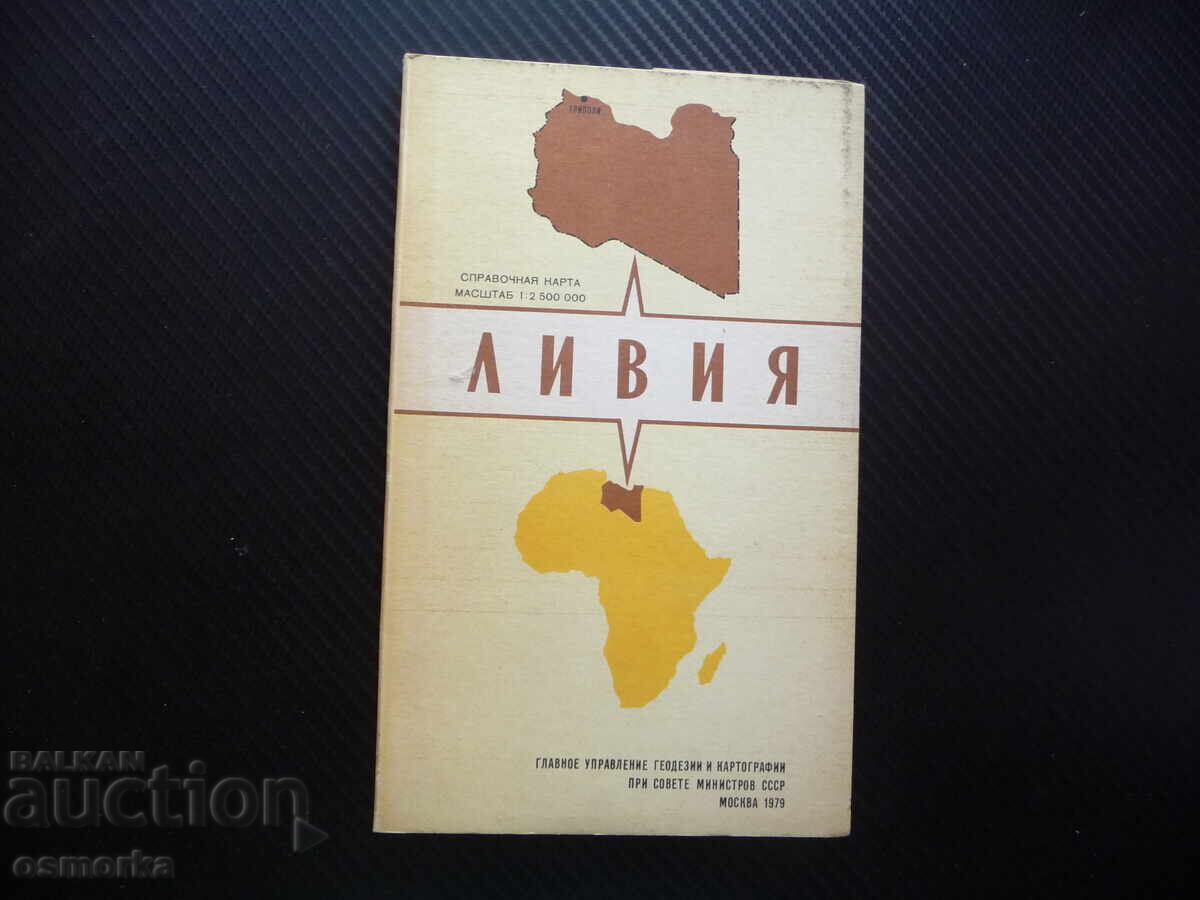 ТРИПОЛИ
СПРАВОЧНАЯ КАРТА
МАСШТАБ 1:2 500 000
ЛИВИЯ
ГЛАВНОЕ УПРАВЛЕНИЕ ГЕОДЕЗИИ И КАРТОГРАФИИ
ПРИ СОВЕТЕ МИНИСТРОВ СССР
МОСКВА 1979
BALKAN
auction
osmorka